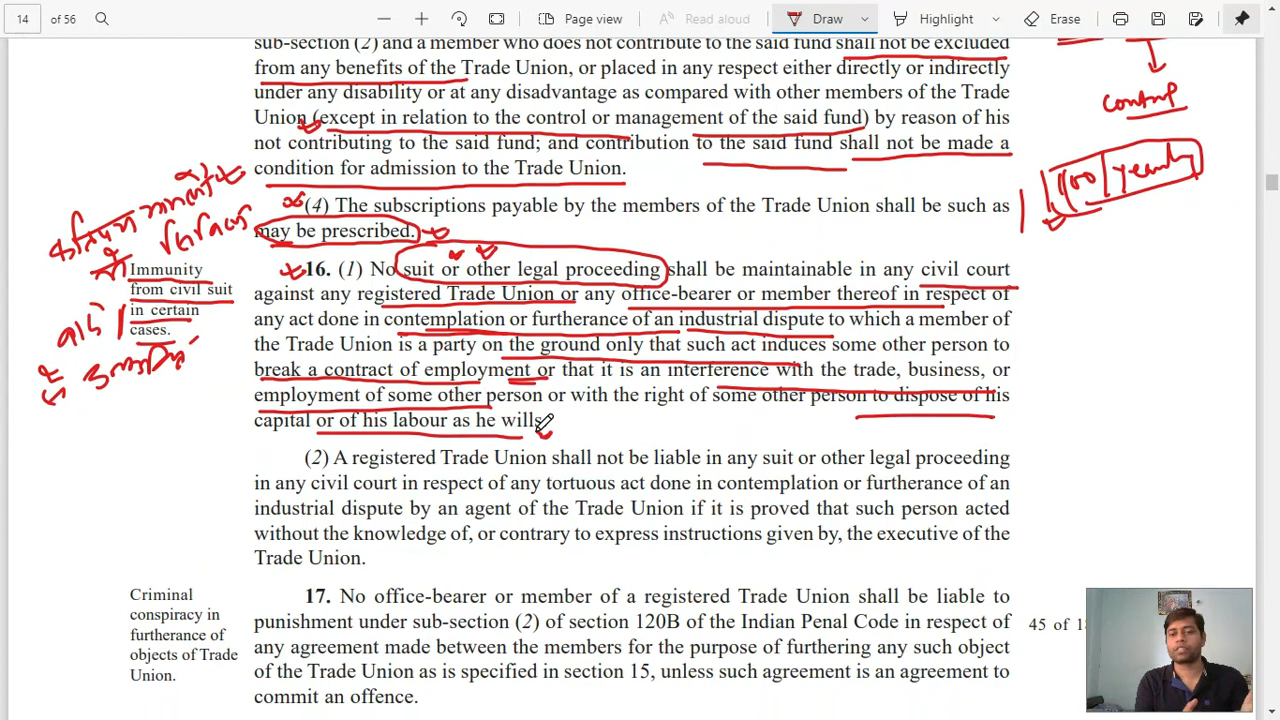 14 of 56 Page view Read aloud Draw Highlight Erase
sub-section (2) and a member who does not contribute to the said fund shall not be excluded
from any benefits of the Trade Union, or placed in any respect either directly or indirectly
under any disability or at any disadvantage as compared with other members of the Trade
Union (except in relation to the control or management of the said fund) by reason of his
not contributing to the said fund; and contribution to the said fund shall not be made a
condition for admission to the Trade Union.
control
700 yearly
(4) The subscriptions payable by the members of the Trade Union shall be such as
may be prescribed.
Immunity
from civil suit
in certain
cases.
16. (1) No suit or other legal proceeding shall be maintainable in any civil court
against any registered Trade Union or any office-bearer or member thereof in respect of
any act done in contemplation or furtherance of an industrial dispute to which a member of
the Trade Union is a party on the ground only that such act induces some other person to
break a contract of employment or that it is an interference with the trade, business, or
employment of some other person or with the right of some other person to dispose of his
capital or of his labour as he wills.
(2) A registered Trade Union shall not be liable in any suit or other legal proceeding
in any civil court in respect of any tortuous act done in contemplation or furtherance of an
industrial dispute by an agent of the Trade Union if it is proved that such person acted
without the knowledge of, or contrary to express instructions given by, the executive of the
Trade Union.
Criminal
conspiracy in
furtherance of
objects of Trade
Union.
17. No office-bearer or member of a registered Trade Union shall be liable to
punishment under sub-section (2) of section 120B of the Indian Penal Code in respect of
any agreement made between the members for the purpose of furthering any such object
of the Trade Union as is specified in section 15, unless such agreement is an agreement to
commit an offence.
45 of 1